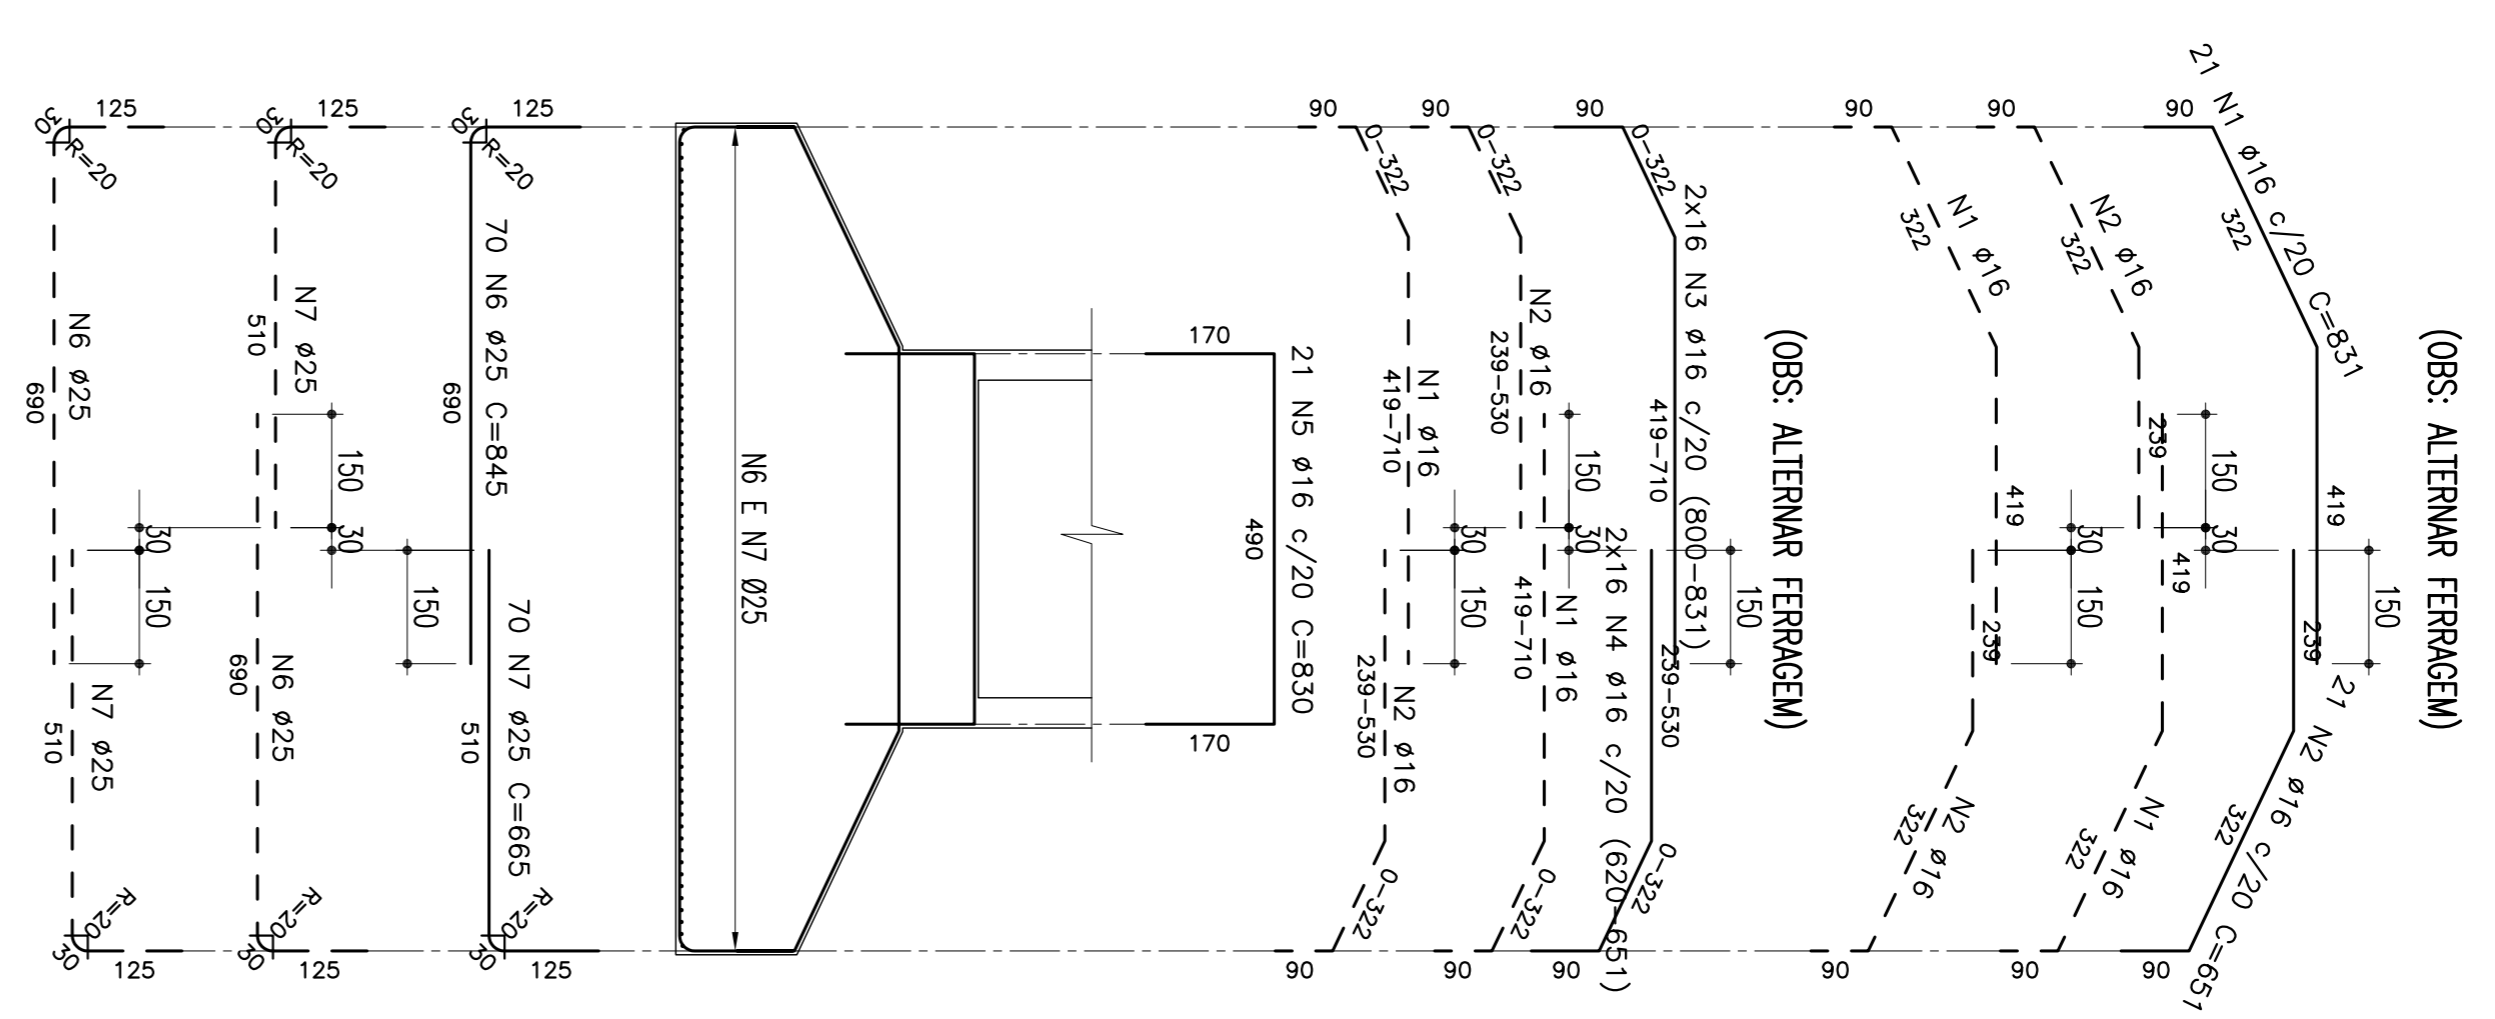 (OBS: ALTERNAR FERRAGEM)
21 N1 ø16 c/20 C=831
90
322
419
239
150
21 N2 ø16 c/20 C=651
322
90
90
N2 ø16
322
239
150
30
419
N1 ø16
322
90
90
N1 ø16
322
419
30
150
239
N2 ø16
322
90
(OBS: ALTERNAR FERRAGEM)
2x16 N3 ø16 c/20 (800-831)
90
0-322
419-710
150
239-530
2x16 N4 ø16 c/20 (620-651)
0-322
90
90
0-322
N2 ø16
239-530
150
30
N1 ø16
419-710
0-322
90
90
0-322
N1 ø16
419-710
30
150
N2 ø16
239-530
0-322
90
21 N5 ø16 c/20 C=830
170
490
170
N6 E N7 Ø25
70 N6 ø25 C=845
125
30
R=20
690
150
70 N7 ø25 C=665
510
R=20
30
125
125
30
R=20
N7 ø25
510
150
30
N6 ø25
690
R=20
30
125
125
30
R=20
N6 ø25
690
30
150
N7 ø25
510
R=20
30
125